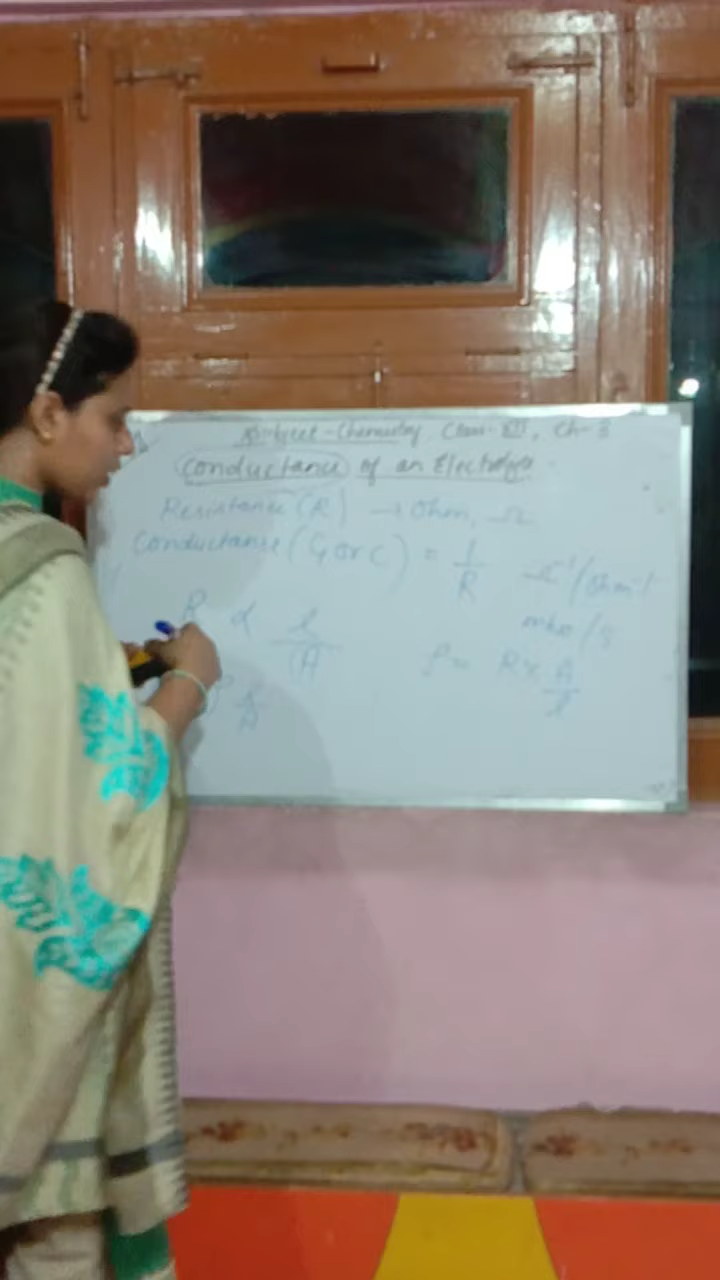 Subject - Chemistry Class - XII, Ch - 3
Conductance of an Electrolyte
Resistance (R) → Ohm, Ω
Conductance (G or C) = 1/R Ω⁻¹/Ohm⁻¹
mho/S
R ∝ l/A
ρ = R × A/l
ρ l/A